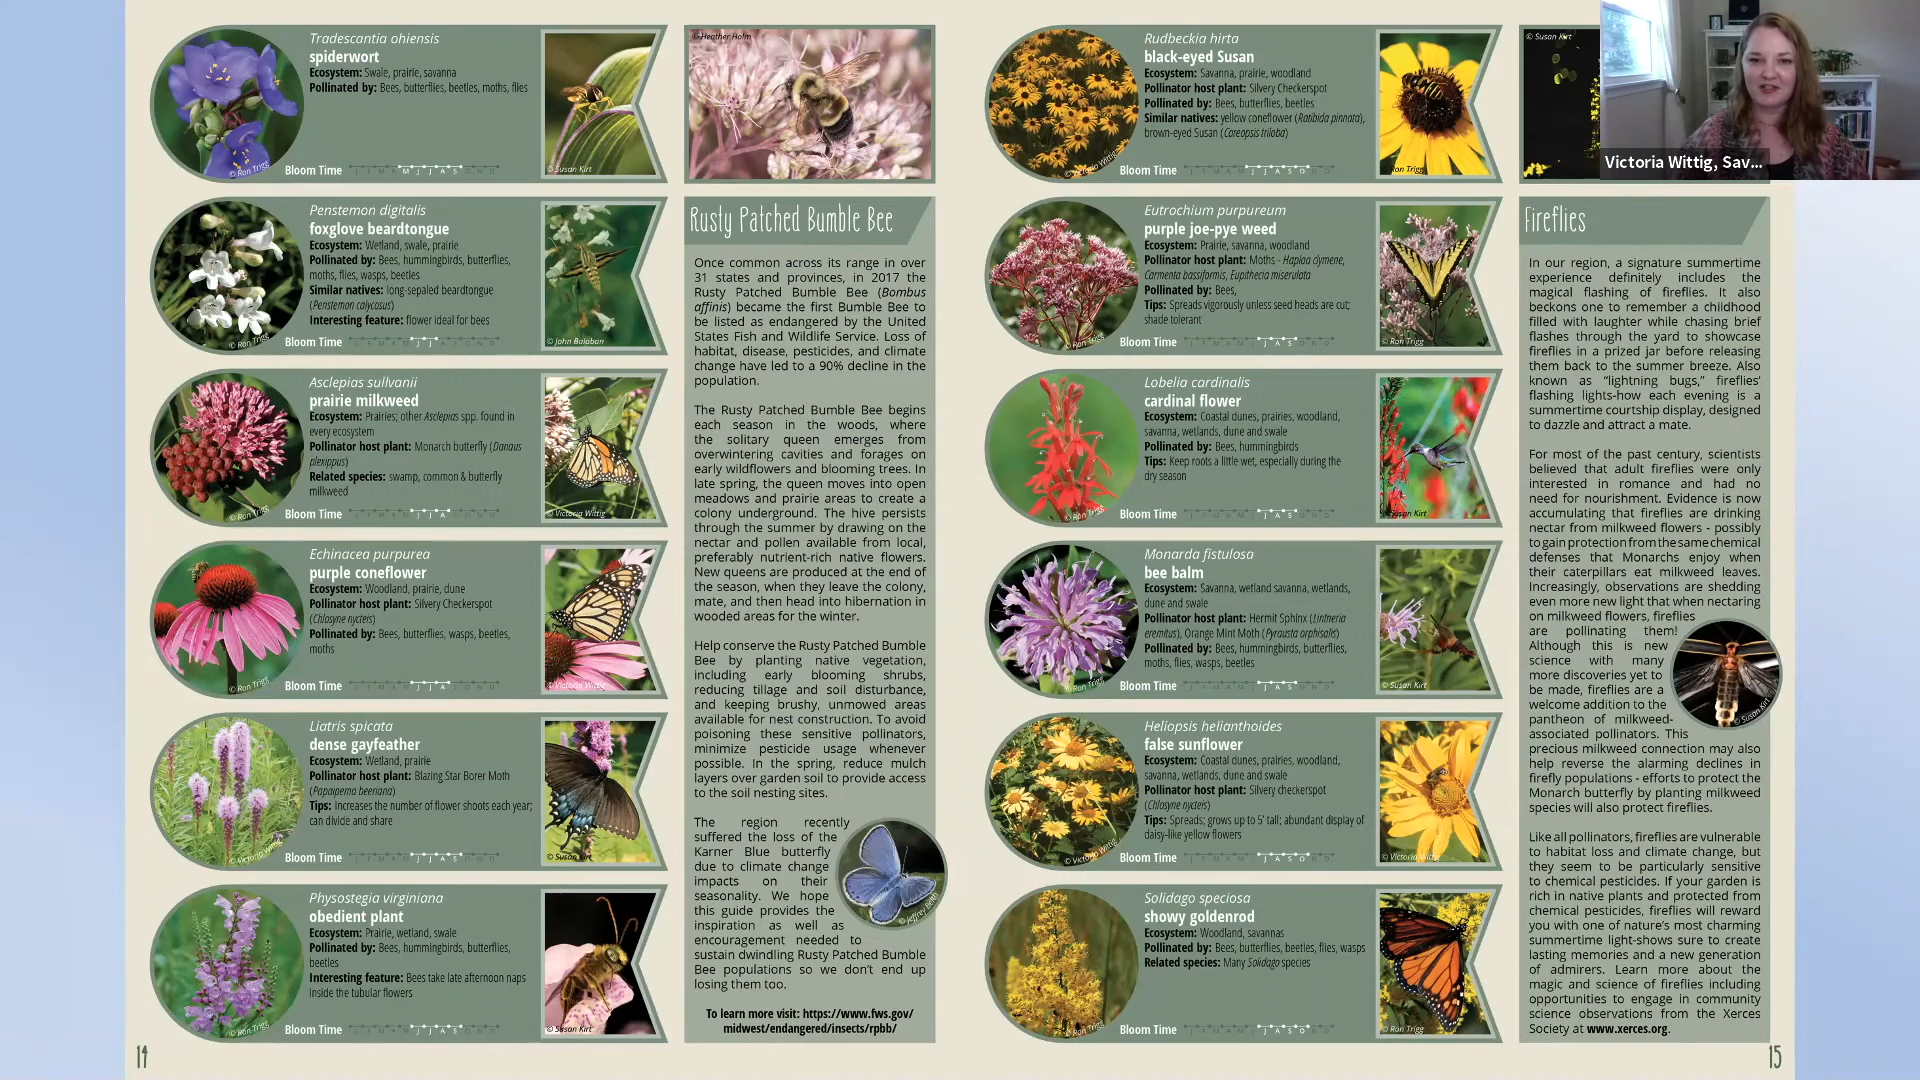 Tradescantia ohiensis
spiderwort
Ecosystem: Swale, prairie, savanna
Pollinated by: Bees, butterflies, beetles, moths, flies
Bloom Time
© Ron Trigg
© Susan Kirt
Penstemon digitalis
foxglove beardtongue
Ecosystem: Wetland, swale, prairie
Pollinated by: Bees, hummingbirds, butterflies,
moths, flies, wasps, beetles
Similar natives: long-sepaled beardtongue
(Penstemon calycosus)
Interesting feature: flower ideal for bees
Bloom Time
© Ron Trigg
© John Balaban
Asclepias sullvanii
prairie milkweed
Ecosystem: Prairies; other Asclepias spp. found in
every ecosystem
Pollinator host plant: Monarch butterfly (Danaus
plexippus)
Related species: swamp, common & butterfly
milkweed
Bloom Time
© Ron Trigg
© Victoria Wittig
Echinacea purpurea
purple coneflower
Ecosystem: Woodland, prairie, dune
Pollinator host plant: Silvery Checkerspot
(Chlosyne nycteis)
Pollinated by: Bees, butterflies, wasps, beetles,
moths
Bloom Time
© Ron Trigg
© Victoria Wittig
Liatris spicata
dense gayfeather
Ecosystem: Wetland, prairie
Pollinator host plant: Blazing Star Borer Moth
(Papaipema beeriana)
Tips: Increases the number of flower shoots each year;
can divide and share
Bloom Time
© Victoria Wittig
© Susan Kirt
Physostegia virginiana
obedient plant
Ecosystem: Prairie, wetland, swale
Pollinated by: Bees, hummingbirds, butterflies,
beetles
Interesting feature: Bees take late afternoon naps
inside the tubular flowers
Bloom Time
© Ron Trigg
© Susan Kirt
14
© Heather Holm
Rusty Patched Bumble Bee
Once common across its range in over
31 states and provinces, in 2017 the
Rusty Patched Bumble Bee (Bombus
affinis) became the first Bumble Bee to
be listed as endangered by the United
States Fish and Wildlife Service. Loss of
habitat, disease, pesticides, and climate
change have led to a 90% decline in the
population.
The Rusty Patched Bumble Bee begins
each season in the woods, where
the solitary queen emerges from
overwintering cavities and forages on
early wildflowers and blooming trees. In
late spring, the queen moves into open
meadows and prairie areas to create a
colony underground. The hive persists
through the summer by drawing on the
nectar and pollen available from local,
preferably nutrient-rich native flowers.
New queens are produced at the end of
the season, when they leave the colony,
mate, and then head into hibernation in
wooded areas for the winter.
Help conserve the Rusty Patched Bumble
Bee by planting native vegetation,
including early blooming shrubs,
reducing tillage and soil disturbance,
and keeping brushy, unmowed areas
available for nest construction. To avoid
poisoning these sensitive pollinators,
minimize pesticide usage whenever
possible. In the spring, reduce mulch
layers over garden soil to provide access
to the soil nesting sites.
The region recently
suffered the loss of the
Karner Blue butterfly
due to climate change
impacts on their
seasonality. We hope
this guide provides the
inspiration as well as
encouragement needed to
sustain dwindling Rusty Patched Bumble
Bee populations so we don't end up
losing them too.
To learn more visit: https://www.fws.gov/
midwest/endangered/insects/rpbb/
Rudbeckia hirta
black-eyed Susan
Ecosystem: Savanna, prairie, woodland
Pollinator host plant: Silvery Checkerspot
Pollinated by: Bees, butterflies, beetles
Similar natives: yellow coneflower (Ratibida pinnata),
brown-eyed Susan (Coreopsis triloba)
Bloom Time
© Victoria Wittig
© Ron Trigg
Eutrochium purpureum
purple joe-pye weed
Ecosystem: Prairie, savanna, woodland
Pollinator host plant: Moths - Haploa clymene,
Carmenta bassiformis, Eupithecia miserulata
Pollinated by: Bees,
Tips: Spreads vigorously unless seed heads are cut;
shade tolerant
Bloom Time
© Ron Trigg
© Ron Trigg
Lobelia cardinalis
cardinal flower
Ecosystem: Coastal dunes, prairies, woodland,
savanna, wetlands, dune and swale
Pollinated by: Bees, hummingbirds
Tips: Keep roots a little wet, especially during the
dry season
Bloom Time
© Ron Trigg
© Susan Kirt
Monarda fistulosa
bee balm
Ecosystem: Savanna, wetland savanna, wetlands,
dune and swale
Pollinator host plant: Hermit Sphinx (Lintneria
eremitus), Orange Mint Moth (Pyrausta orphisalis)
Pollinated by: Bees, hummingbirds, butterflies,
moths, flies, wasps, beetles
Bloom Time
© Ron Trigg
© Susan Kirt
Heliopsis helianthoides
false sunflower
Ecosystem: Coastal dunes, prairies, woodland,
savanna, wetlands, dune and swale
Pollinator host plant: Silvery checkerspot
(Chlosyne nycteis)
Tips: Spreads; grows up to 5' tall; abundant display of
daisy-like yellow flowers
Bloom Time
© Victoria Wittig
© Victoria Wittig
Solidago speciosa
showy goldenrod
Ecosystem: Woodland, savannas
Pollinated by: Bees, butterflies, beetles, flies, wasps
Related species: Many Solidago species
Bloom Time
© Ron Trigg
© Ron Trigg
© Susan Kirt
Victoria Wittig, Sav...
Fireflies
In our region, a signature summertime
experience definitely includes the
magical flashing of fireflies. It also
beckons one to remember a childhood
filled with laughter while chasing brief
flashes through the yard to showcase
fireflies in a prized jar before releasing
them back to the summer breeze. Also
known as "lightning bugs," fireflies'
flashing lights-how each evening is a
summertime courtship display, designed
to dazzle and attract a mate.
For most of the past century, scientists
believed that adult fireflies were only
interested in romance and had no
need for nourishment. Evidence is now
accumulating that fireflies are drinking
nectar from milkweed flowers - possibly
to gain protection from the same chemical
defenses that Monarchs enjoy when
their caterpillars eat milkweed leaves.
Increasingly, observations are shedding
even more new light that when nectaring
on milkweed flowers, fireflies
are pollinating them!
Although this is new
science with many
more discoveries yet to
be made, fireflies are a
welcome addition to the
pantheon of milkweed-
associated pollinators. This
precious milkweed connection may also
help reverse the alarming declines in
firefly populations - efforts to protect the
Monarch butterfly by planting milkweed
species will also protect fireflies.
© Susan Kirt
Like all pollinators, fireflies are vulnerable
to habitat loss and climate change, but
they seem to be particularly sensitive
to chemical pesticides. If your garden is
rich in native plants and protected from
chemical pesticides, fireflies will reward
you with one of nature's most charming
summertime light-shows sure to create
lasting memories and a new generation
of admirers. Learn more about the
magic and science of fireflies including
opportunities to engage in community
science observations from the Xerces
Society at www.xerces.org.
15